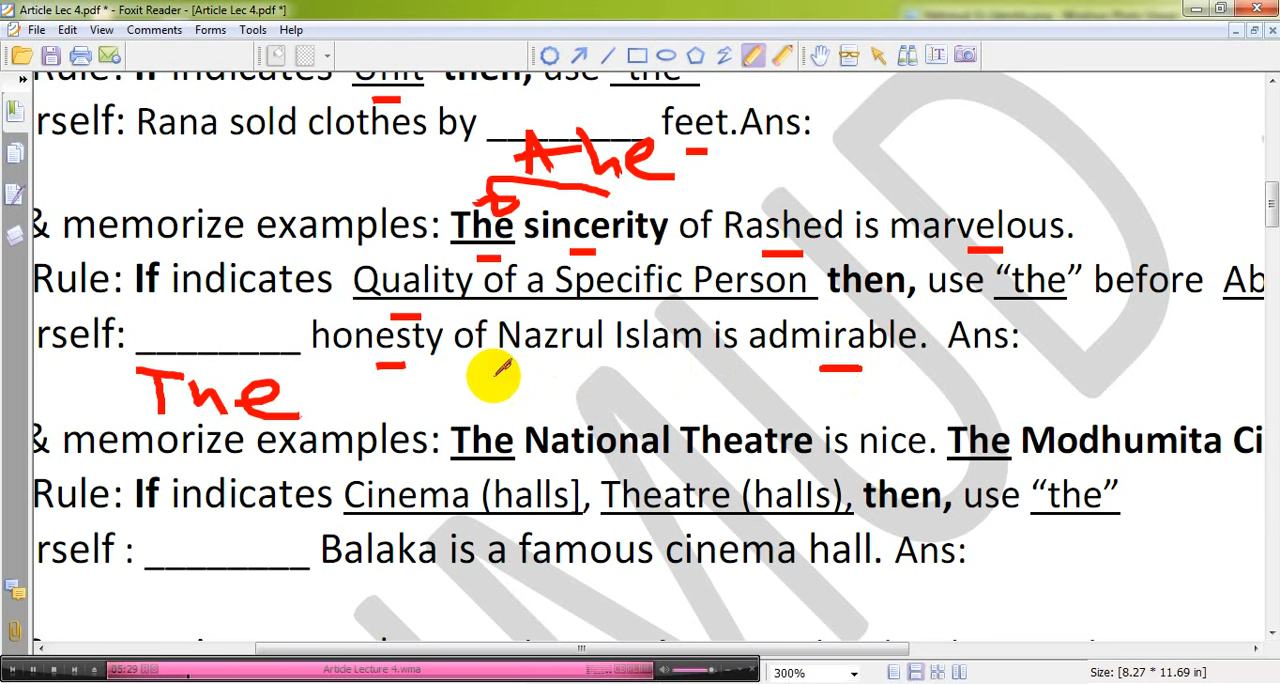 Article Lec 4.pdf * - Foxit Reader - [Article Lec 4.pdf *]
File Edit View Comments Forms Tools Help
Rule: If indicates Unit then, use "the"
rself: Rana sold clothes by ________ feet.Ans:
the
& memorize examples: The sincerity of Rashed is marvelous.
Rule: If indicates Quality of a Specific Person then, use “the” before Ab
rself: ________ honesty of Nazrul Islam is admirable. Ans:
The
& memorize examples: The National Theatre is nice. The Modhumita Ci
Rule: If indicates Cinema (halls], Theatre (halls), then, use “the”
rself : ________ Balaka is a famous cinema hall. Ans:
MUD
05:29 Article Lecture 4.wma 300% Size: [8.27 * 11.69 in]